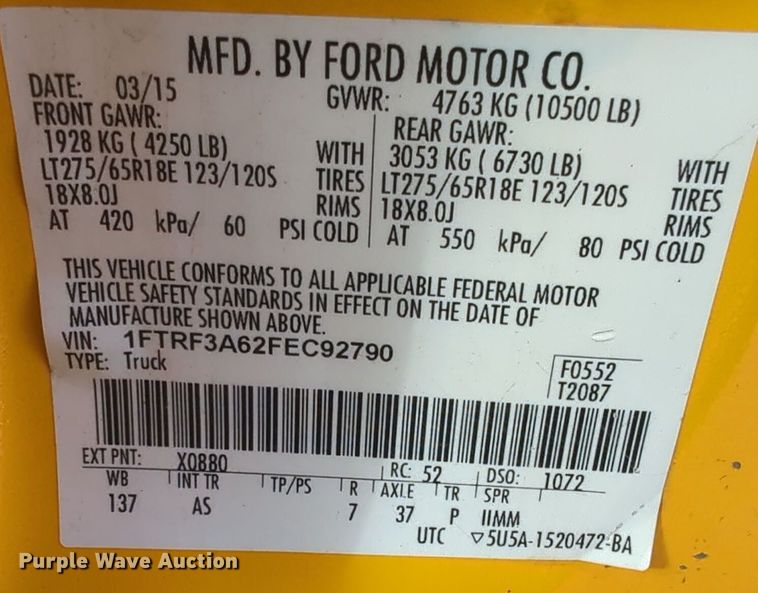 MFD. BY FORD MOTOR CO.
DATE: 03/15 GVWR: 4763 KG (10500 LB)
FRONT GAWR: REAR GAWR:
1928 KG ( 4250 LB) WITH 3053 KG ( 6730 LB) WITH
LT275/65R18E 123/120S TIRES LT275/65R18E 123/120S TIRES
18X8.0J RIMS 18X8.0J RIMS
AT 420 kPa/ 60 PSI COLD AT 550 kPa/ 80 PSI COLD
THIS VEHICLE CONFORMS TO ALL APPLICABLE FEDERAL MOTOR
VEHICLE SAFETY STANDARDS IN EFFECT ON THE DATE OF
MANUFACTURE SHOWN ABOVE.
VIN: 1FTRF3A62FEC92790
TYPE: Truck
F0552
T2087
EXT PNT: X0880 RC: 52 DSO: 1072
WB INT TR TP/PS R AXLE TR SPR
137 AS 7 37 P IIMM
UTC ▽5U5A-1520472-BA
Purple Wave Auction